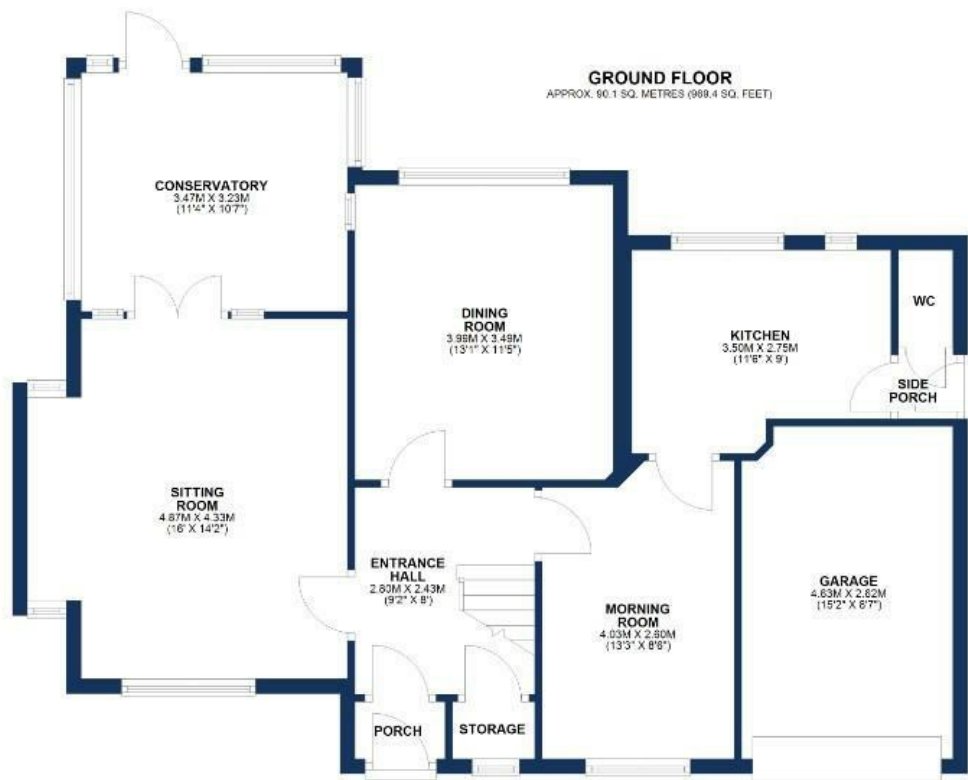 GROUND FLOOR
APPROX. 90.1 SQ. METRES (969.4 SQ. FEET)
CONSERVATORY
3.47M X 3.23M
(11'4" X 10'7")
DINING
ROOM
3.99M X 3.49M
(13'1" X 11'5")
KITCHEN
3.50M X 2.75M
(11'6" X 9')
WC
SIDE
PORCH
SITTING
ROOM
4.87M X 4.33M
(16' X 14'2")
ENTRANCE
HALL
2.80M X 2.43M
(9'2" X 8')
MORNING
ROOM
4.03M X 2.60M
(13'3" X 8'6")
GARAGE
4.63M X 2.62M
(15'2" X 8'7")
PORCH
STORAGE